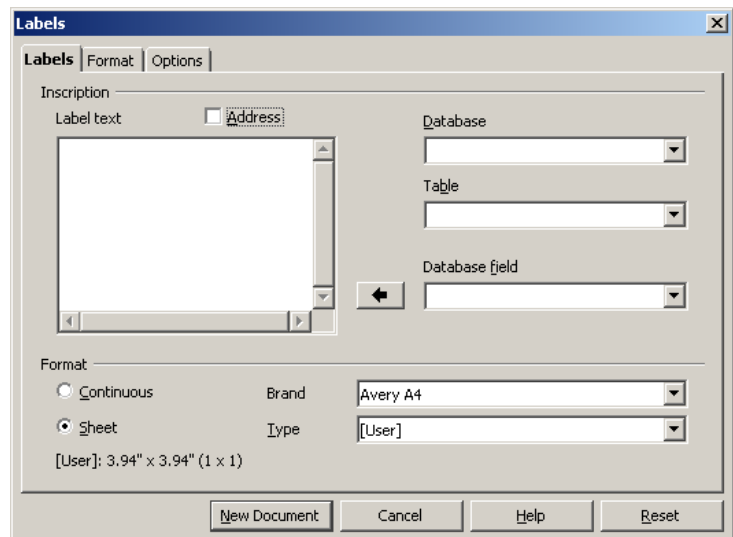 Labels
Labels Format Options
Inscription
Label text Address
Database
Table
Database field
Format
Continuous Brand Avery A4
Sheet Type [User]
[User]: 3.94" x 3.94" (1 x 1)
New Document Cancel Help Reset